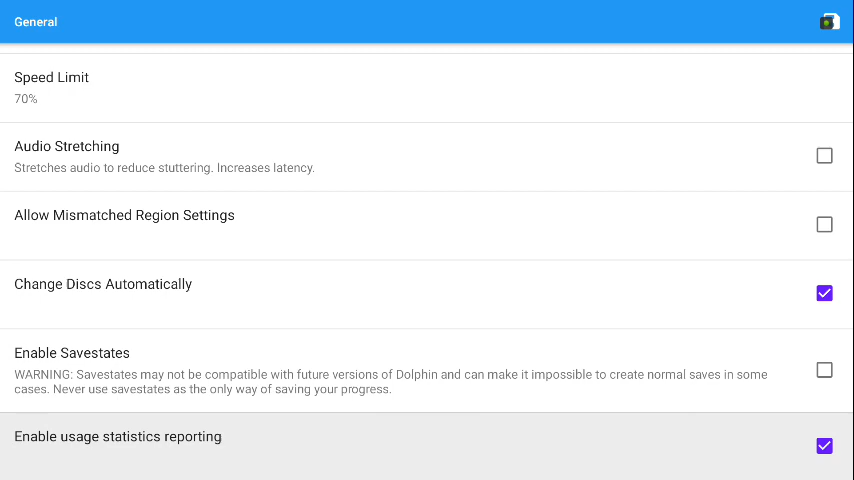 General
Speed Limit
70%
Audio Stretching
Stretches audio to reduce stuttering. Increases latency.
Allow Mismatched Region Settings
Change Discs Automatically
Enable Savestates
WARNING: Savestates may not be compatible with future versions of Dolphin and can make it impossible to create normal saves in some
cases. Never use savestates as the only way of saving your progress.
Enable usage statistics reporting